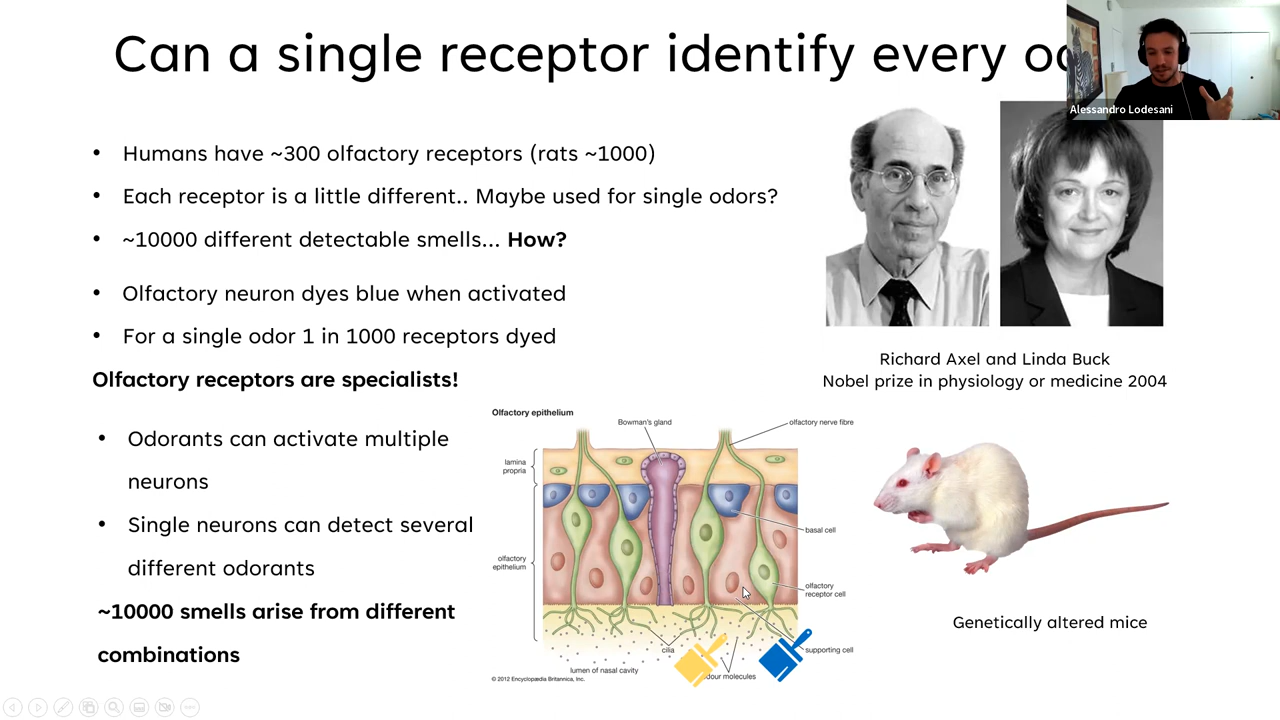 Can a single receptor identify every
Alessandro Lodesani
• Humans have ~300 olfactory receptors (rats ~1000)
• Each receptor is a little different.. Maybe used for single odors?
• ~10000 different detectable smells... How?
• Olfactory neuron dyes blue when activated
• For a single odor 1 in 1000 receptors dyed
Olfactory receptors are specialists!
• Odorants can activate multiple
neurons
• Single neurons can detect several
different odorants
~10000 smells arise from different
combinations
Richard Axel and Linda Buck
Nobel prize in physiology or medicine 2004
Olfactory epithelium
Bowman's gland
olfactory nerve fibre
lamina
propria
basal cell
olfactory
epithelium
olfactory
receptor cell
cilia
supporting cell
lumen of nasal cavity
odour molecules
© 2012 Encyclopædia Britannica, Inc.
Genetically altered mice